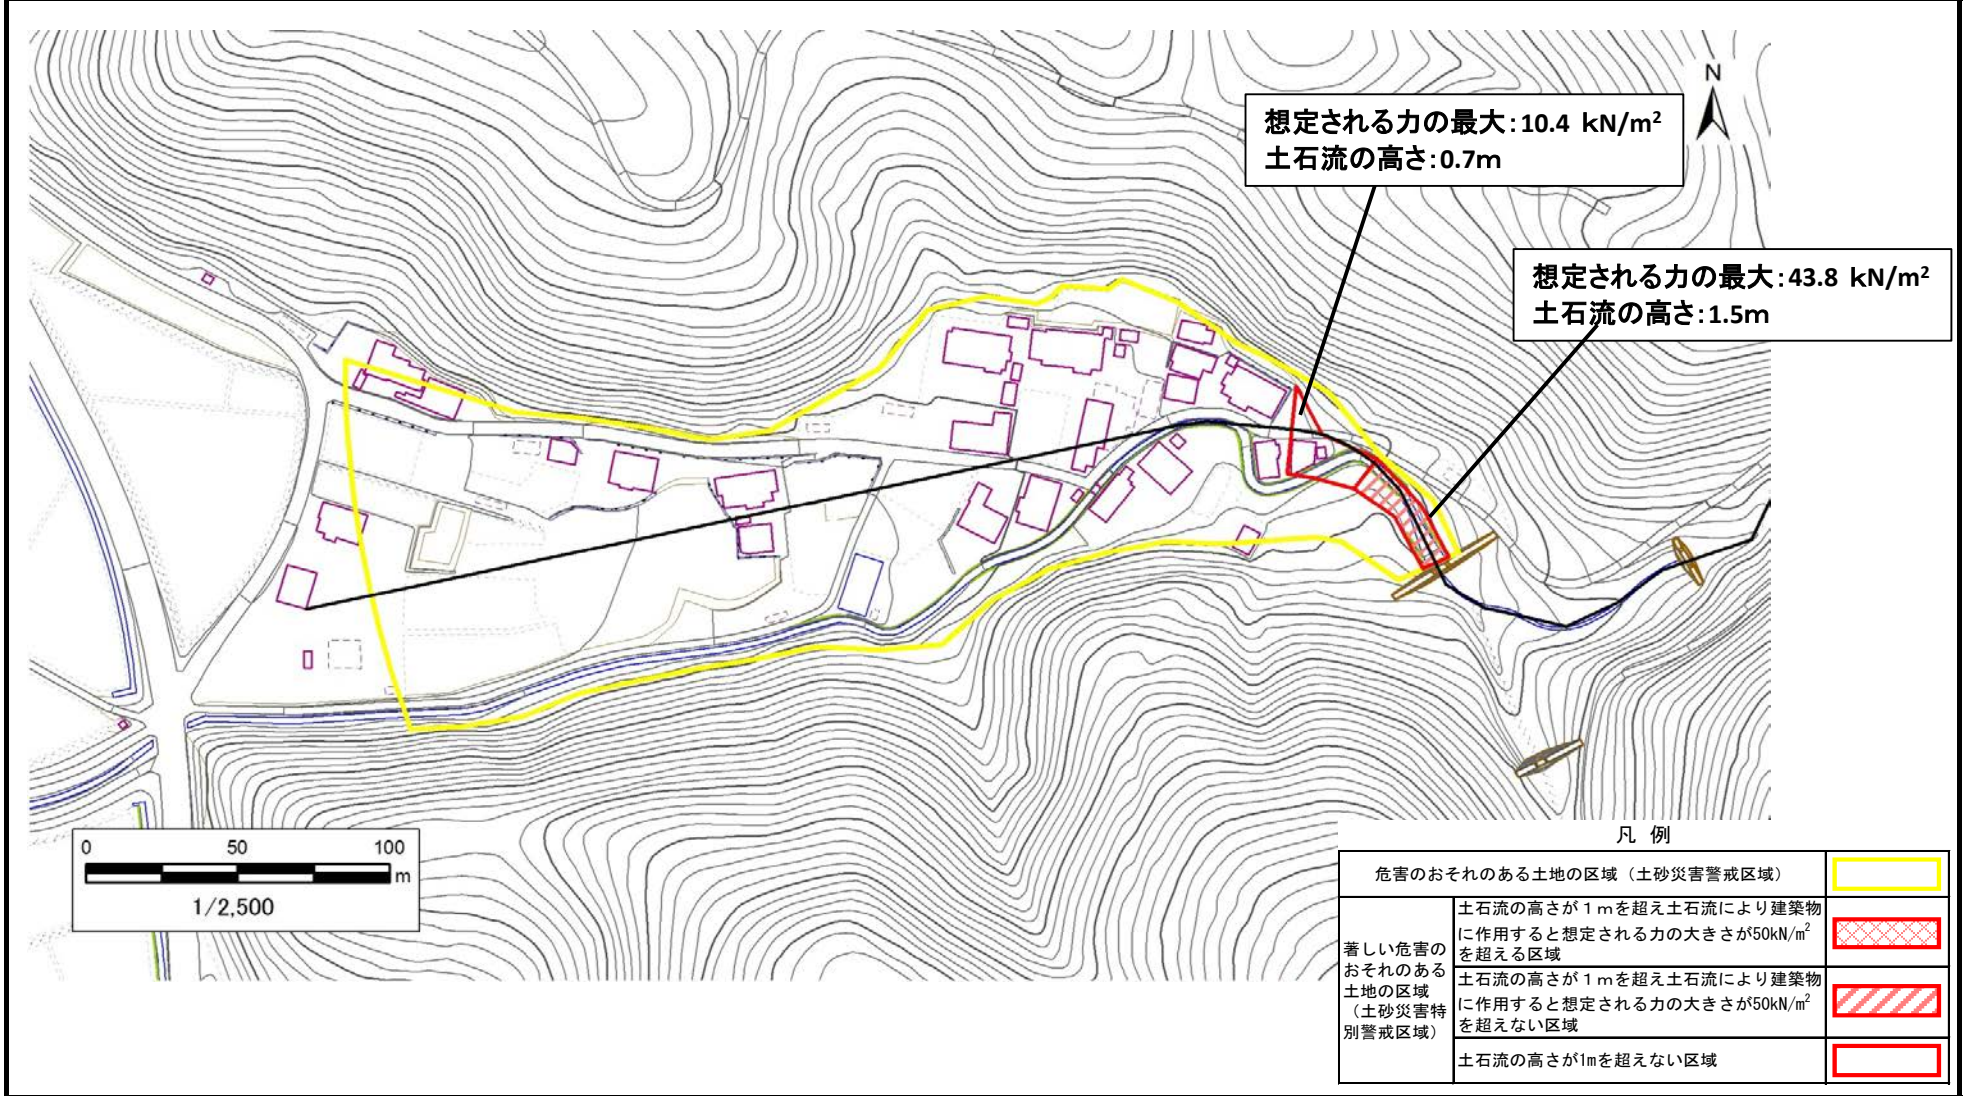 N
想定される力の最大:10.4 kN/m²
土石流の高さ:0.7m
想定される力の最大:43.8 kN/m²
土石流の高さ:1.5m
0 50 100
m
1/2,500
凡 例
危害のおそれのある土地の区域（土砂災害警戒区域）
著しい危害の
おそれのある
土地の区域
（土砂災害特
別警戒区域）
土石流の高さが１ｍを超え土石流により建築物
に作用すると想定される力の大きさが50kN/㎡
を超える区域
土石流の高さが１ｍを超え土石流により建築物
に作用すると想定される力の大きさが50kN/㎡
を超えない区域
土石流の高さが1mを超えない区域